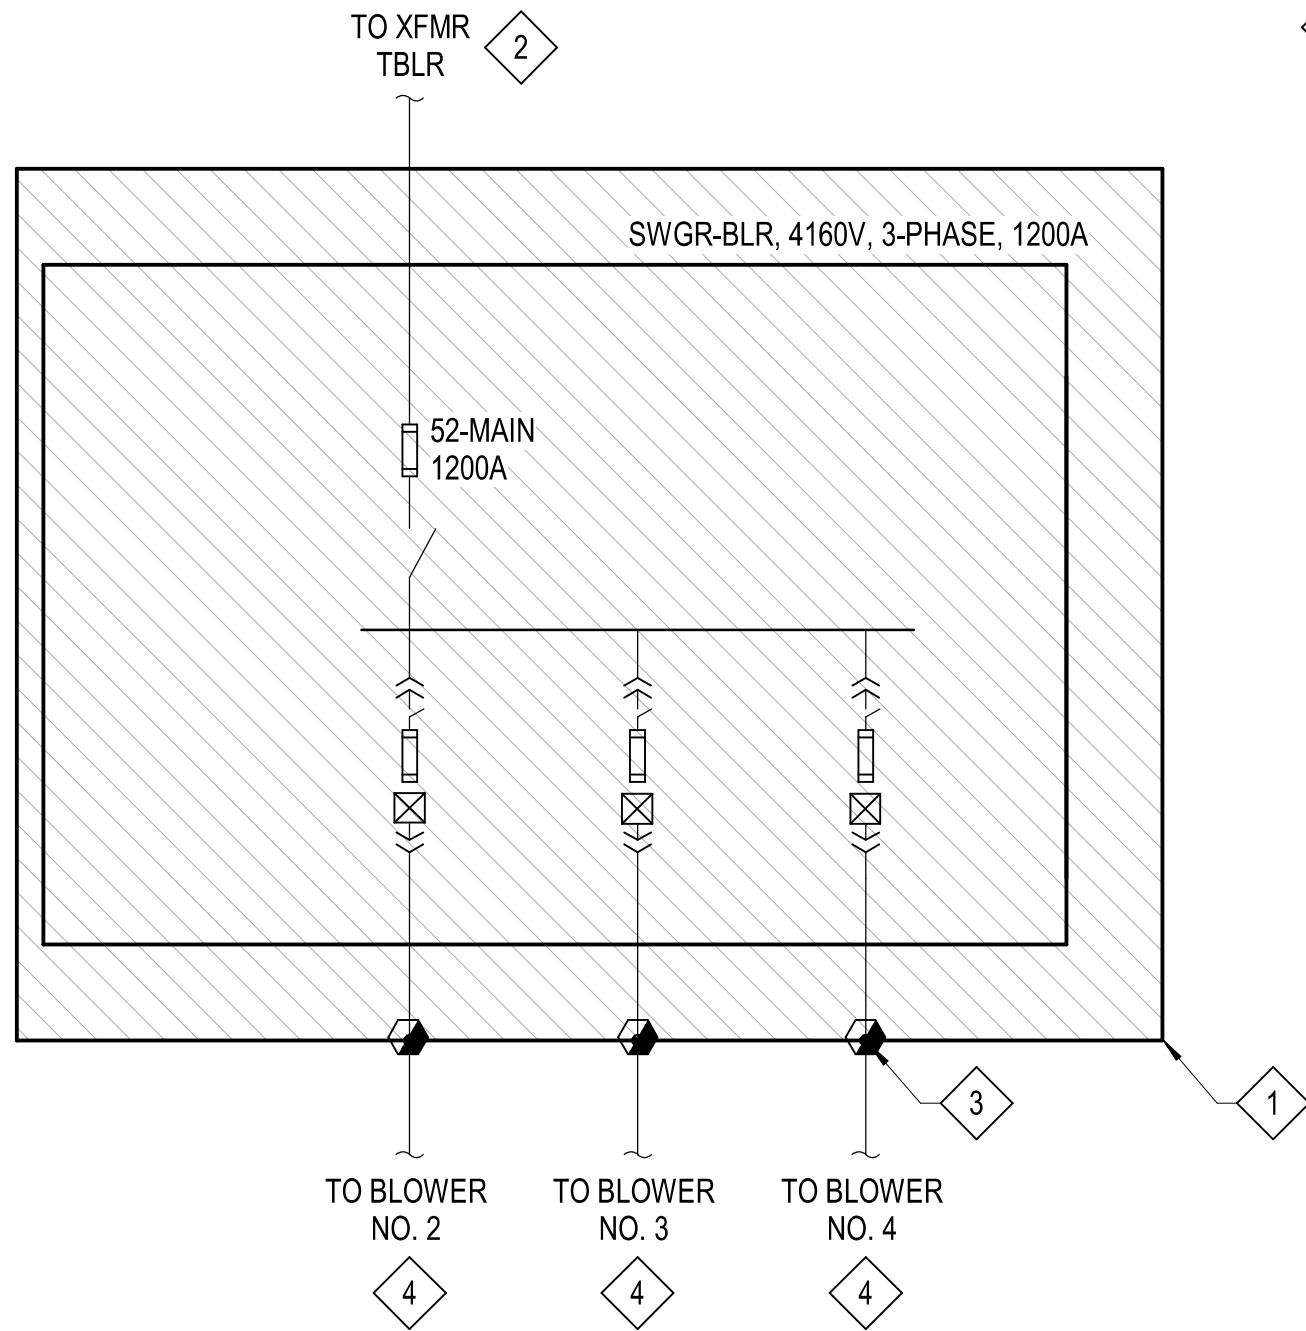 TO XFMR
TBLR
2
SWGR-BLR, 4160V, 3-PHASE, 1200A
52-MAIN
1200A
3
1
TO BLOWER
NO. 2
TO BLOWER
NO. 3
TO BLOWER
NO. 4
4
4
4